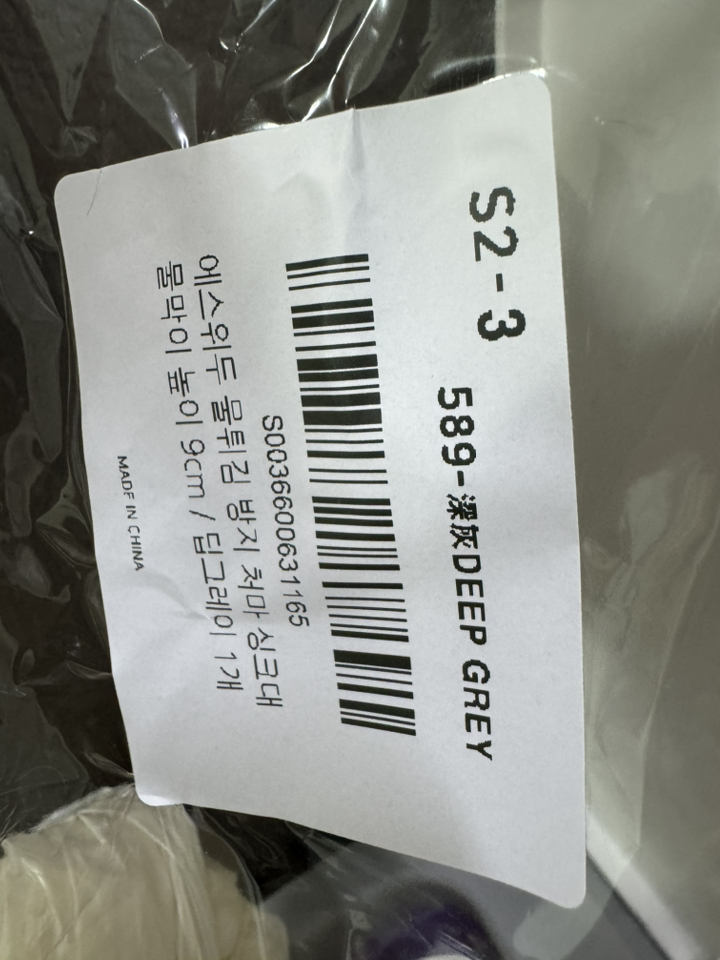 S2-3
589-深灰DEEP GREY
S0036600631165
에스위두 물튀김 방지 처마 싱크대
물막이 높이 9cm / 딥그레이 1개
MADE IN CHINA